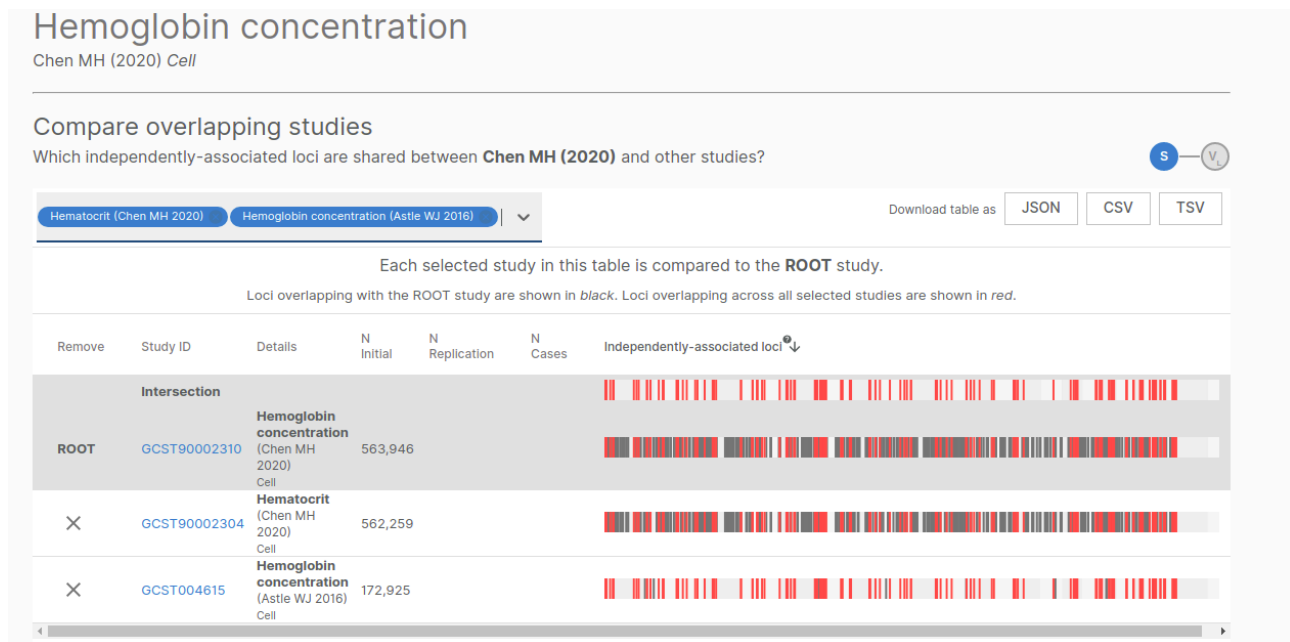 Hemoglobin concentration
Chen MH (2020) Cell
Compare overlapping studies
Which independently-associated loci are shared between Chen MH (2020) and other studies?
S
V
L
Hematocrit (Chen MH 2020)
Hemoglobin concentration (Astle WJ 2016)
Download table as
JSON
CSV
TSV
Each selected study in this table is compared to the ROOT study.
Loci overlapping with the ROOT study are shown in black. Loci overlapping across all selected studies are shown in red.
Remove
Study ID
Details
N
Initial
N
Replication
N
Cases
Independently-associated loci
Intersection
ROOT
GCST90002310
Hemoglobin
concentration
(Chen MH
2020)
Cell
563,946
GCST90002304
Hematocrit
(Chen MH
2020)
Cell
562,259
GCST004615
Hemoglobin
concentration
(Astle WJ 2016)
Cell
172,925